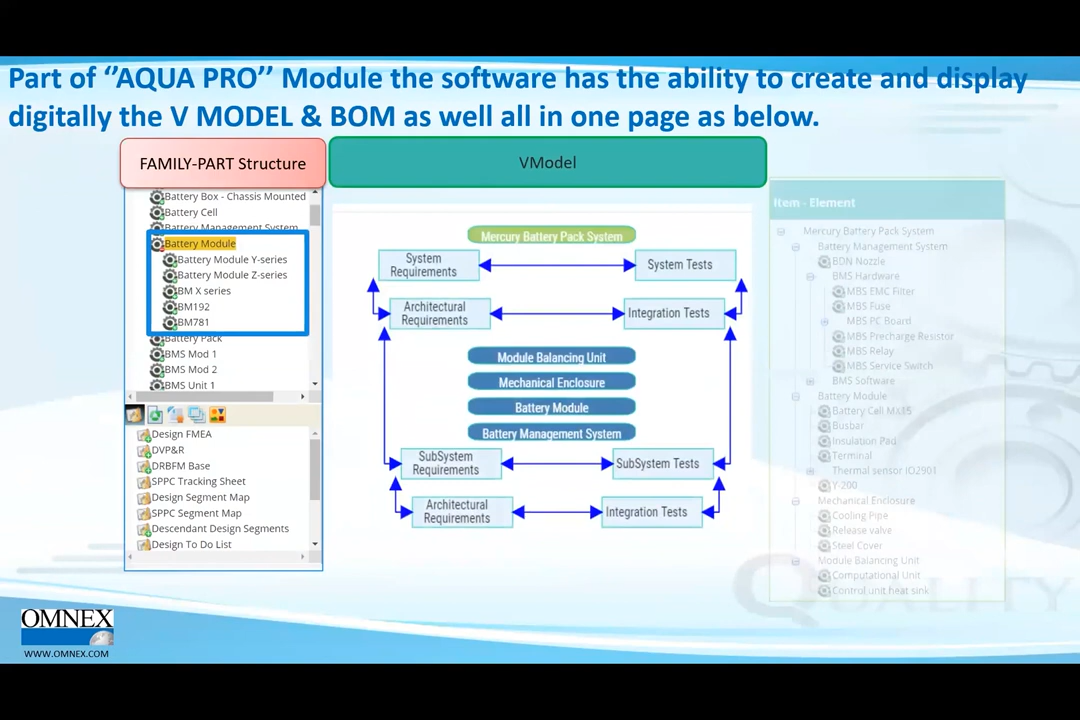 Part of ‘’AQUA PRO’’ Module the software has the ability to create and display
digitally the V MODEL & BOM as well all in one page as below.
FAMILY-PART Structure
Battery Box - Chassis Mounted
Battery Cell
Battery Management System
Battery Module
Battery Module Y-series
Battery Module Z-series
BM X series
BM192
BM781
Battery Pack
BMS Mod 1
BMS Mod 2
BMS Unit 1
Design FMEA
DVP&R
DRBFM Base
SPPC Tracking Sheet
Design Segment Map
SPPC Segment Map
Descendant Design Segments
Design To Do List
VModel
Mercury Battery Pack System
System
Requirements
System Tests
Architectural
Requirements
Integration Tests
Module Balancing Unit
Mechanical Enclosure
Battery Module
Battery Management System
SubSystem
Requirements
SubSystem Tests
Architectural
Requirements
Integration Tests
Item - Element
Mercury Battery Pack System
Battery Management System
BDN Nozzle
BMS Hardware
MBS EMC Filter
MBS Fuse
MBS PC Board
MBS Precharge Resistor
MBS Relay
MBS Service Switch
BMS Software
Battery Module
Battery Cell MX15
Busbar
Insulation Pad
Terminal
Thermal sensor IO2901
Y-200
Mechanical Enclosure
Cooling Pipe
Release valve
Steel Cover
Module Balancing Unit
Computational Unit
Control unit heat sink
QUALITY
OMNEX
WWW.OMNEX.COM